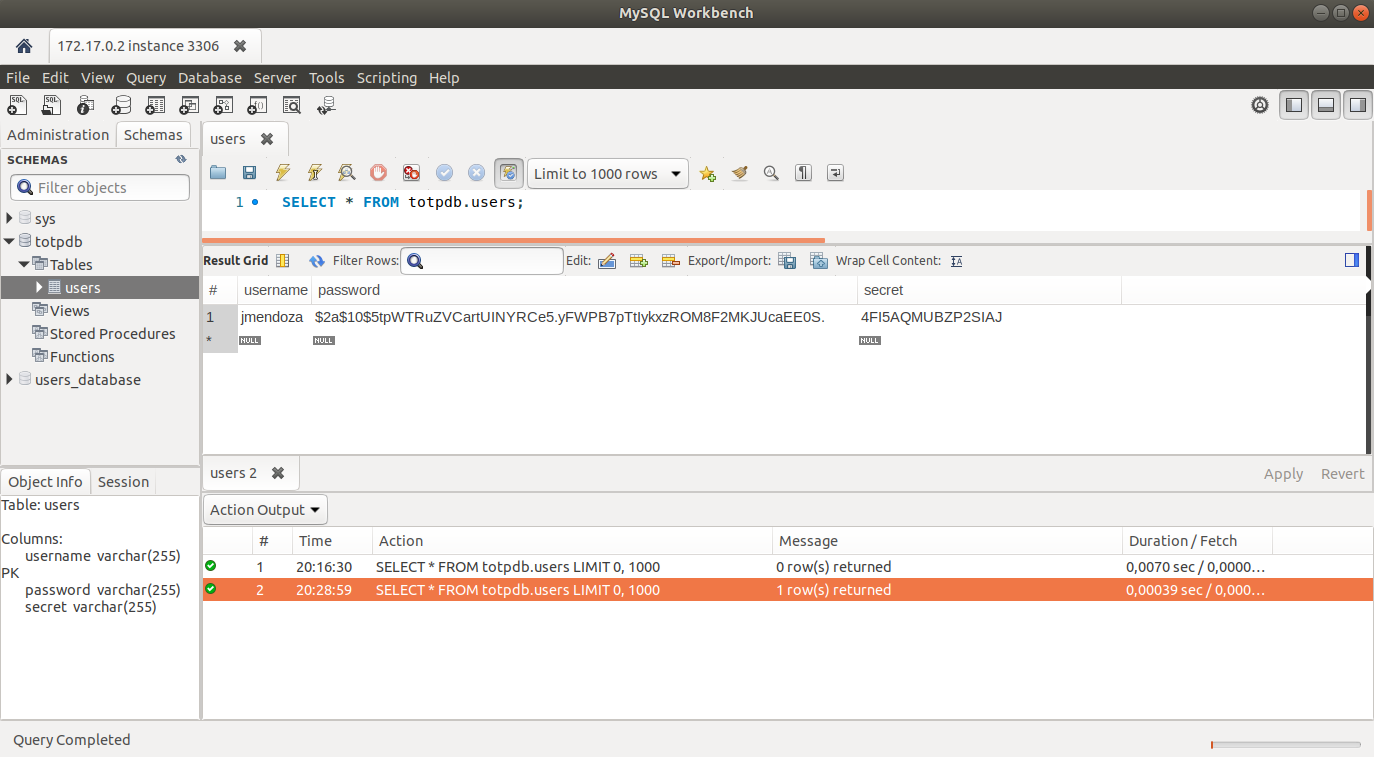 MySQL Workbench
172.17.0.2 instance 3306
File Edit View Query Database Server Tools Scripting Help
Administration Schemas
SCHEMAS
Filter objects
sys
totpdb
Tables
users
Views
Stored Procedures
Functions
users_database
users
Limit to 1000 rows
1 SELECT * FROM totpdb.users;
Result Grid Filter Rows: Edit: Export/Import: Wrap Cell Content:
# username password secret
1 jmendoza $2a$10$5tpWTRuZVCartUINYRCe5.yFWPB7pTtIykxzROM8F2MKJUcaEE0S. 4FI5AQMUBZP2SIAJ
* NULL NULL NULL
users 2 Apply Revert
Object Info Session
Table: users
Columns:
username varchar(255)
PK
password varchar(255)
secret varchar(255)
Action Output
# Time Action Message Duration / Fetch
1 20:16:30 SELECT * FROM totpdb.users LIMIT 0, 1000 0 row(s) returned 0,0070 sec / 0,0000...
2 20:28:59 SELECT * FROM totpdb.users LIMIT 0, 1000 1 row(s) returned 0,00039 sec / 0,000...
Query Completed